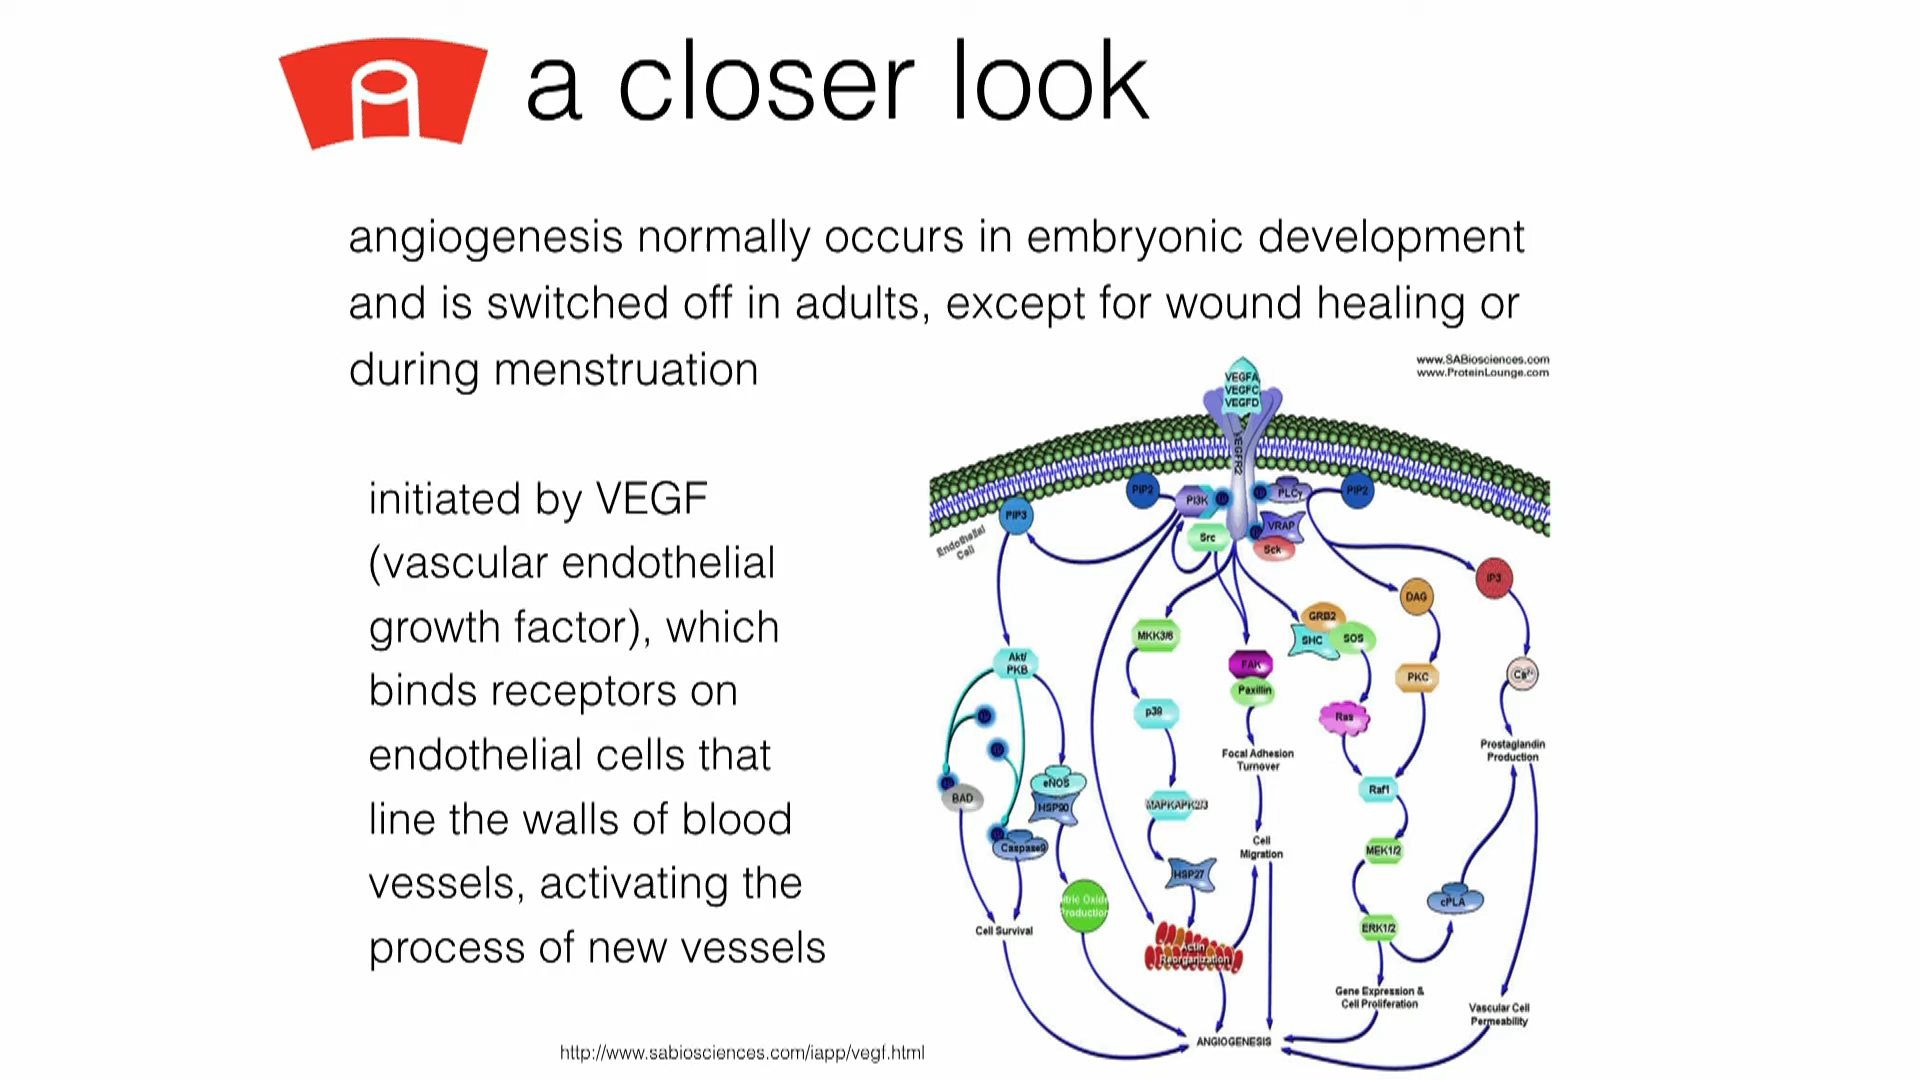 a closer look
angiogenesis normally occurs in embryonic development
and is switched off in adults, except for wound healing or
during menstruation
initiated by VEGF
(vascular endothelial
growth factor), which
binds receptors on
endothelial cells that
line the walls of blood
vessels, activating the
process of new vessels
http://www.sabiosciences.com/iapp/vegf.html
www.SABiosciences.com
www.ProteinLounge.com
VEGFA
VEGFC
VEGFD
VEGFR2
PIP2
PI3K
PLCγ
PIP2
PIP3
VRAP
Src
Sck
Endothelial
Cell
IP3
DAG
GRB2
MKK3/6
SHC
SOS
Akt/
PKB
FAK
Paxillin
PKC
Ca2+
p38
Ras
Focal Adhesion
Turnover
Prostaglandin
Production
eNOS
HSP90
BAD
Raf1
MAPKAPK2/3
Caspase9
Cell
Migration
MEK1/2
HSP27
cPLA
Nitric Oxide
Production
Cell Survival
ERK1/2
Actin
Reorganization
Gene Expression &
Cell Proliferation
Vascular Cell
Permeability
ANGIOGENESIS